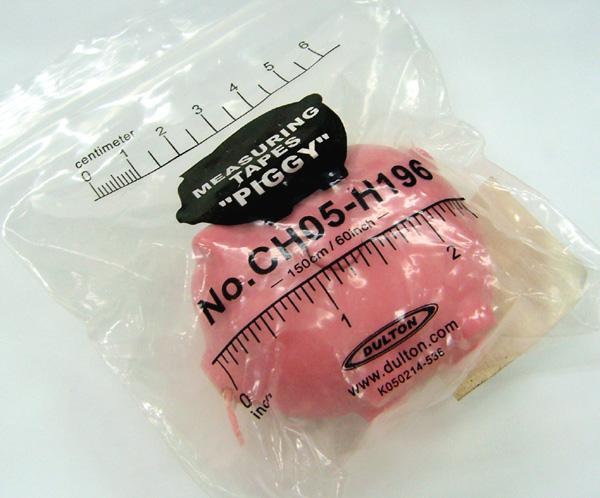 centimeter
0 1 2 3 4 5 6
MEASURING
TAPES
"PIGGY"
No.CH05-H196
150cm / 60inch
0 1 2
inch
DULTON
www.dulton.com
K050214-536